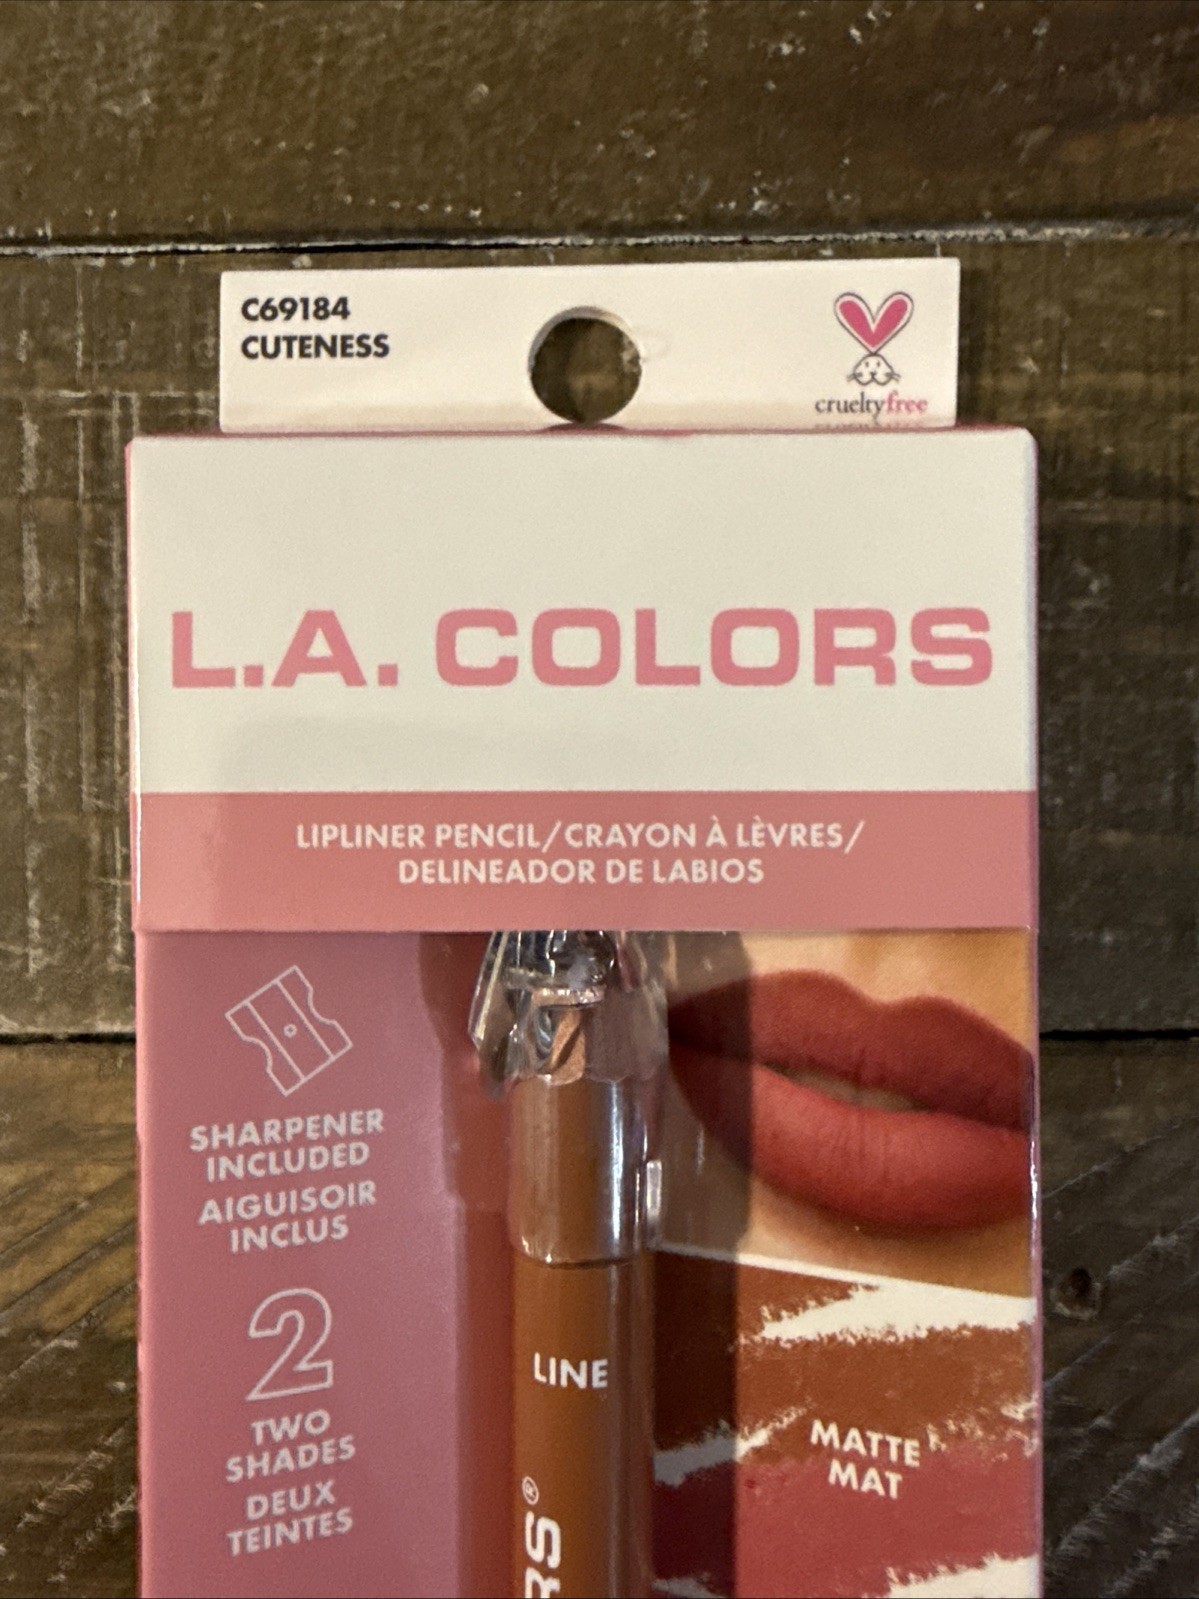 C69184
CUTENESS
crueltyfree
L.A. COLORS
LIPLINER PENCIL/CRAYON À LÈVRES/
DELINEADOR DE LABIOS
SHARPENER
INCLUDED
AIGUISOIR
INCLUS
2
TWO
SHADES
DEUX
TEINTES
LINE
RS®
MATTE
MAT